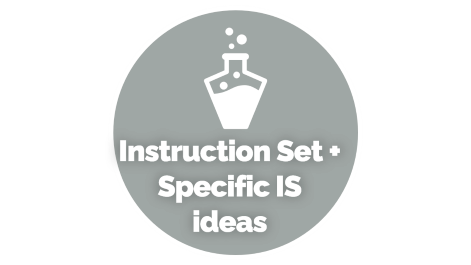 Instruction Set +
Specific IS
ideas